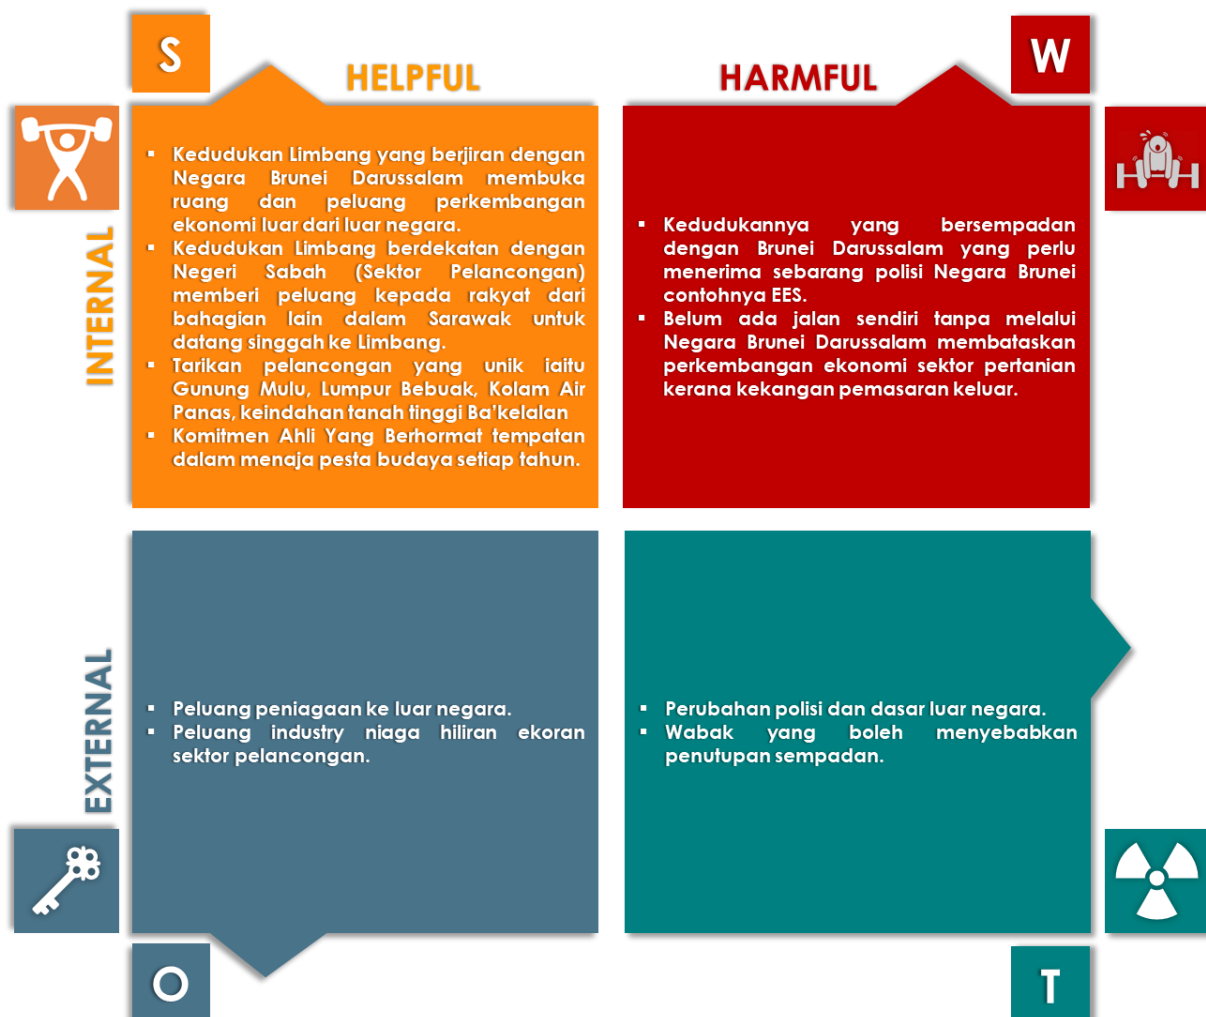 S
HELPFUL
HARMFUL
W
INTERNAL
▪ Kedudukan Limbang yang berjiran dengan
Negara Brunei Darussalam membuka
ruang dan peluang perkembangan
ekonomi luar dari luar negara.
▪ Kedudukan Limbang berdekatan dengan
Negeri Sabah (Sektor Pelancongan)
memberi peluang kepada rakyat dari
bahagian lain dalam Sarawak untuk
datang singgah ke Limbang.
▪ Tarikan pelancongan yang unik iaitu
Gunung Mulu, Lumpur Bebuak, Kolam Air
Panas, keindahan tanah tinggi Ba'kelalan
▪ Komitmen Ahli Yang Berhormat tempatan
dalam menaja pesta budaya setiap tahun.
▪ Kedudukannya yang bersempadan
dengan Brunei Darussalam yang perlu
menerima sebarang polisi Negara Brunei
contohnya EES.
▪ Belum ada jalan sendiri tanpa melalui
Negara Brunei Darussalam membataskan
perkembangan ekonomi sektor pertanian
kerana kekangan pemasaran keluar.
EXTERNAL
▪ Peluang peniagaan ke luar negara.
▪ Peluang industry niaga hiliran ekoran
sektor pelancongan.
▪ Perubahan polisi dan dasar luar negara.
▪ Wabak yang boleh menyebabkan
penutupan sempadan.
O
T